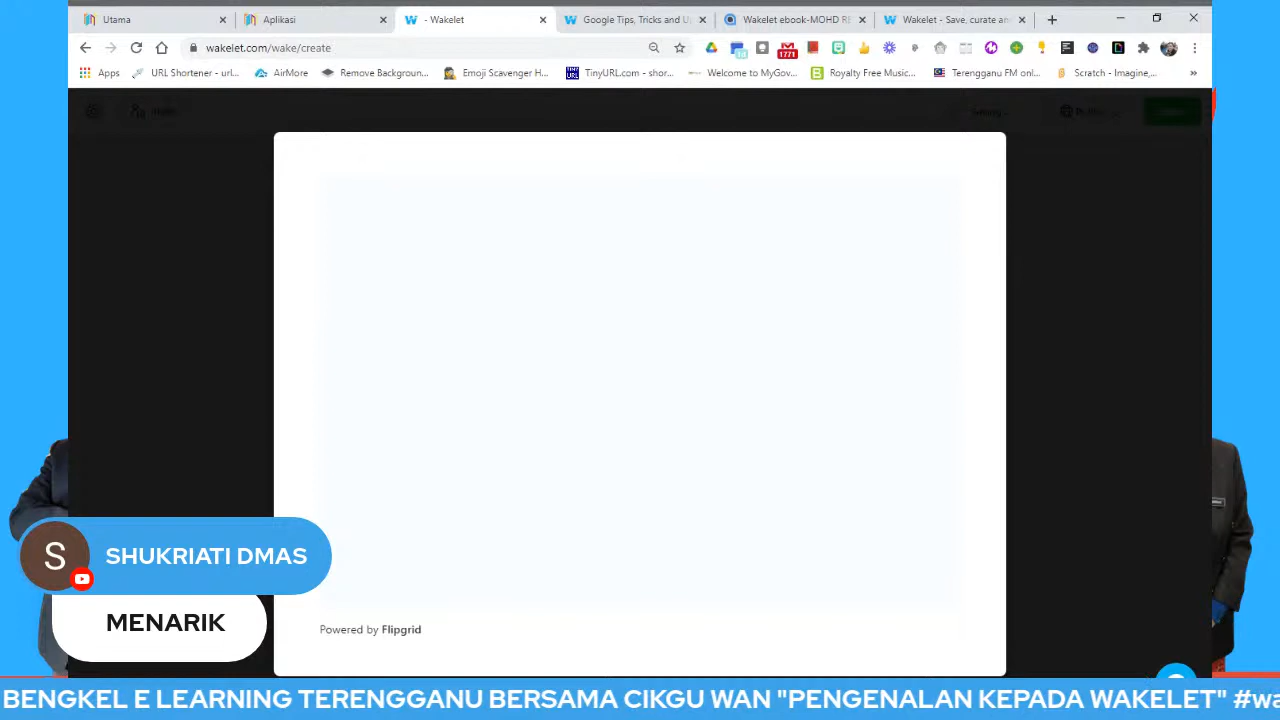 Utama
Aplikasi
- Wakelet
Google Tips, Tricks and U
Wakelet ebook-MOHD RE
Wakelet - Save, curate an
wakelet.com/wake/create
1771
Apps
URL Shortener - url...
AirMore
Remove Backgroun...
Emoji Scavenger H...
TinyURL.com - shor...
Welcome to MyGov...
Royalty Free Music...
Terengganu FM onl...
Scratch - Imagine,...
»
Powered by Flipgrid
S
SHUKRIATI DMAS
MENARIK
BENGKEL E LEARNING TERENGGANU BERSAMA CIKGU WAN "PENGENALAN KEPADA WAKELET" #wa